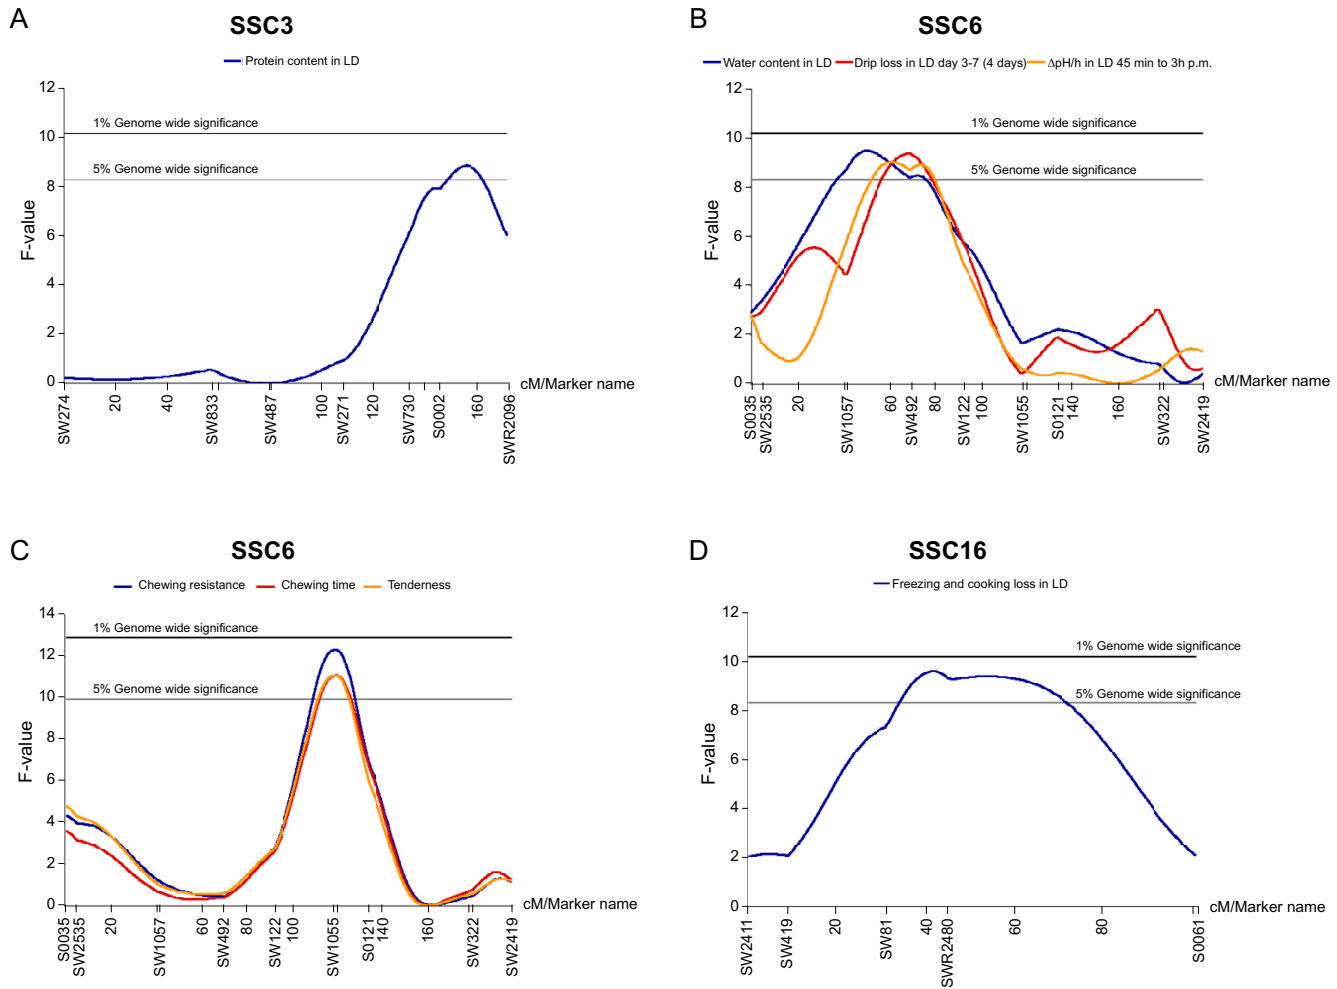 A
SSC3
Protein content in LD
12
10
8
6
4
2
0
F-value
1% Genome wide significance
5% Genome wide significance
SW274
20
40
SW833
SW487
100
SW271
120
SW730
S0002
160
SWR2096
cM/Marker name
B
SSC6
Water content in LD
Drip loss in LD day 3-7 (4 days)
ΔpH/h in LD 45 min to 3h p.m.
12
10
8
6
4
2
0
F-value
1% Genome wide significance
5% Genome wide significance
S0035
SW2535
20
SW1057
60
SW492
80
SW122
100
SW1055
S0121
140
160
SW322
SW2419
cM/Marker name
C
SSC6
Chewing resistance
Chewing time
Tenderness
14
12
10
8
6
4
2
0
F-value
1% Genome wide significance
5% Genome wide significance
S0035
SW2535
20
SW1057
60
SW492
80
SW122
100
SW1055
S0121
140
160
SW322
SW2419
cM/Marker name
D
SSC16
Freezing and cooking loss in LD
12
10
8
6
4
2
0
F-value
1% Genome wide significance
5% Genome wide significance
SW2411
SW419
20
SW81
40
SWR2480
60
80
S0061
cM/Marker name